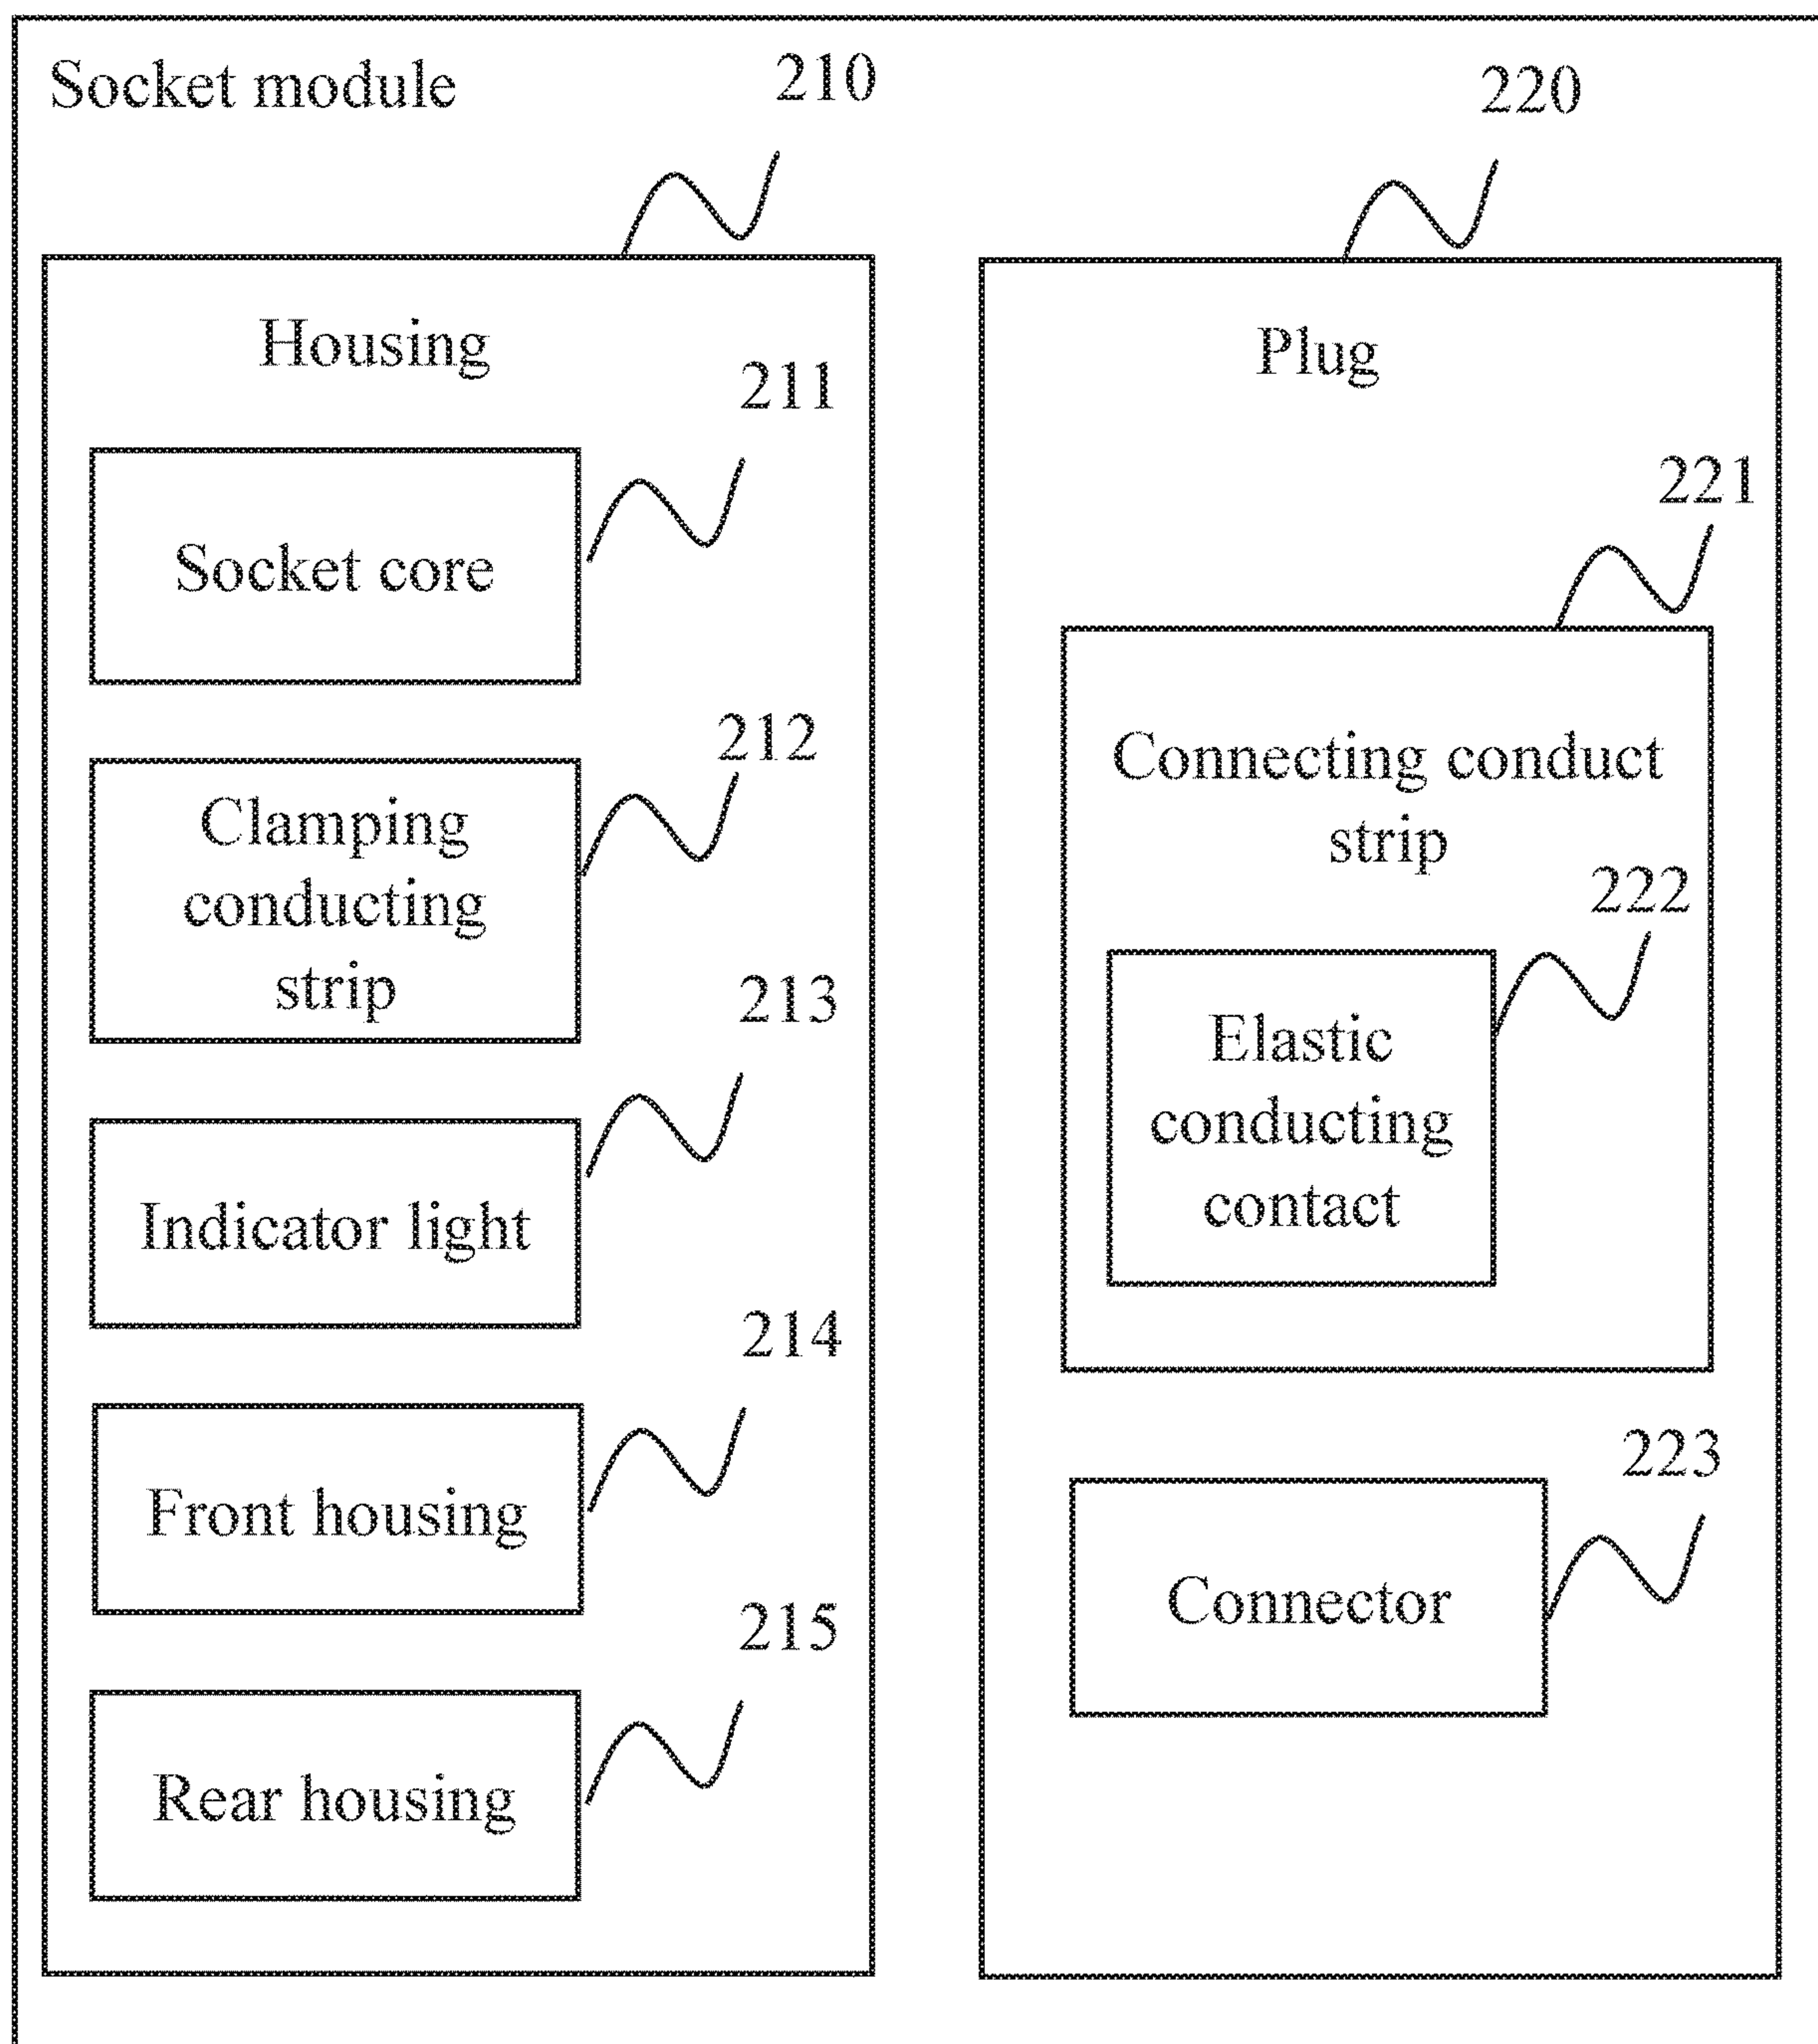 Socket module
210
220
Housing
211
Socket core
212
Clamping
conducting
strip
213
Indicator light
214
Front housing
215
Rear housing
Plug
221
Connecting conduct
strip
222
Elastic
conducting
contact
223
Connector